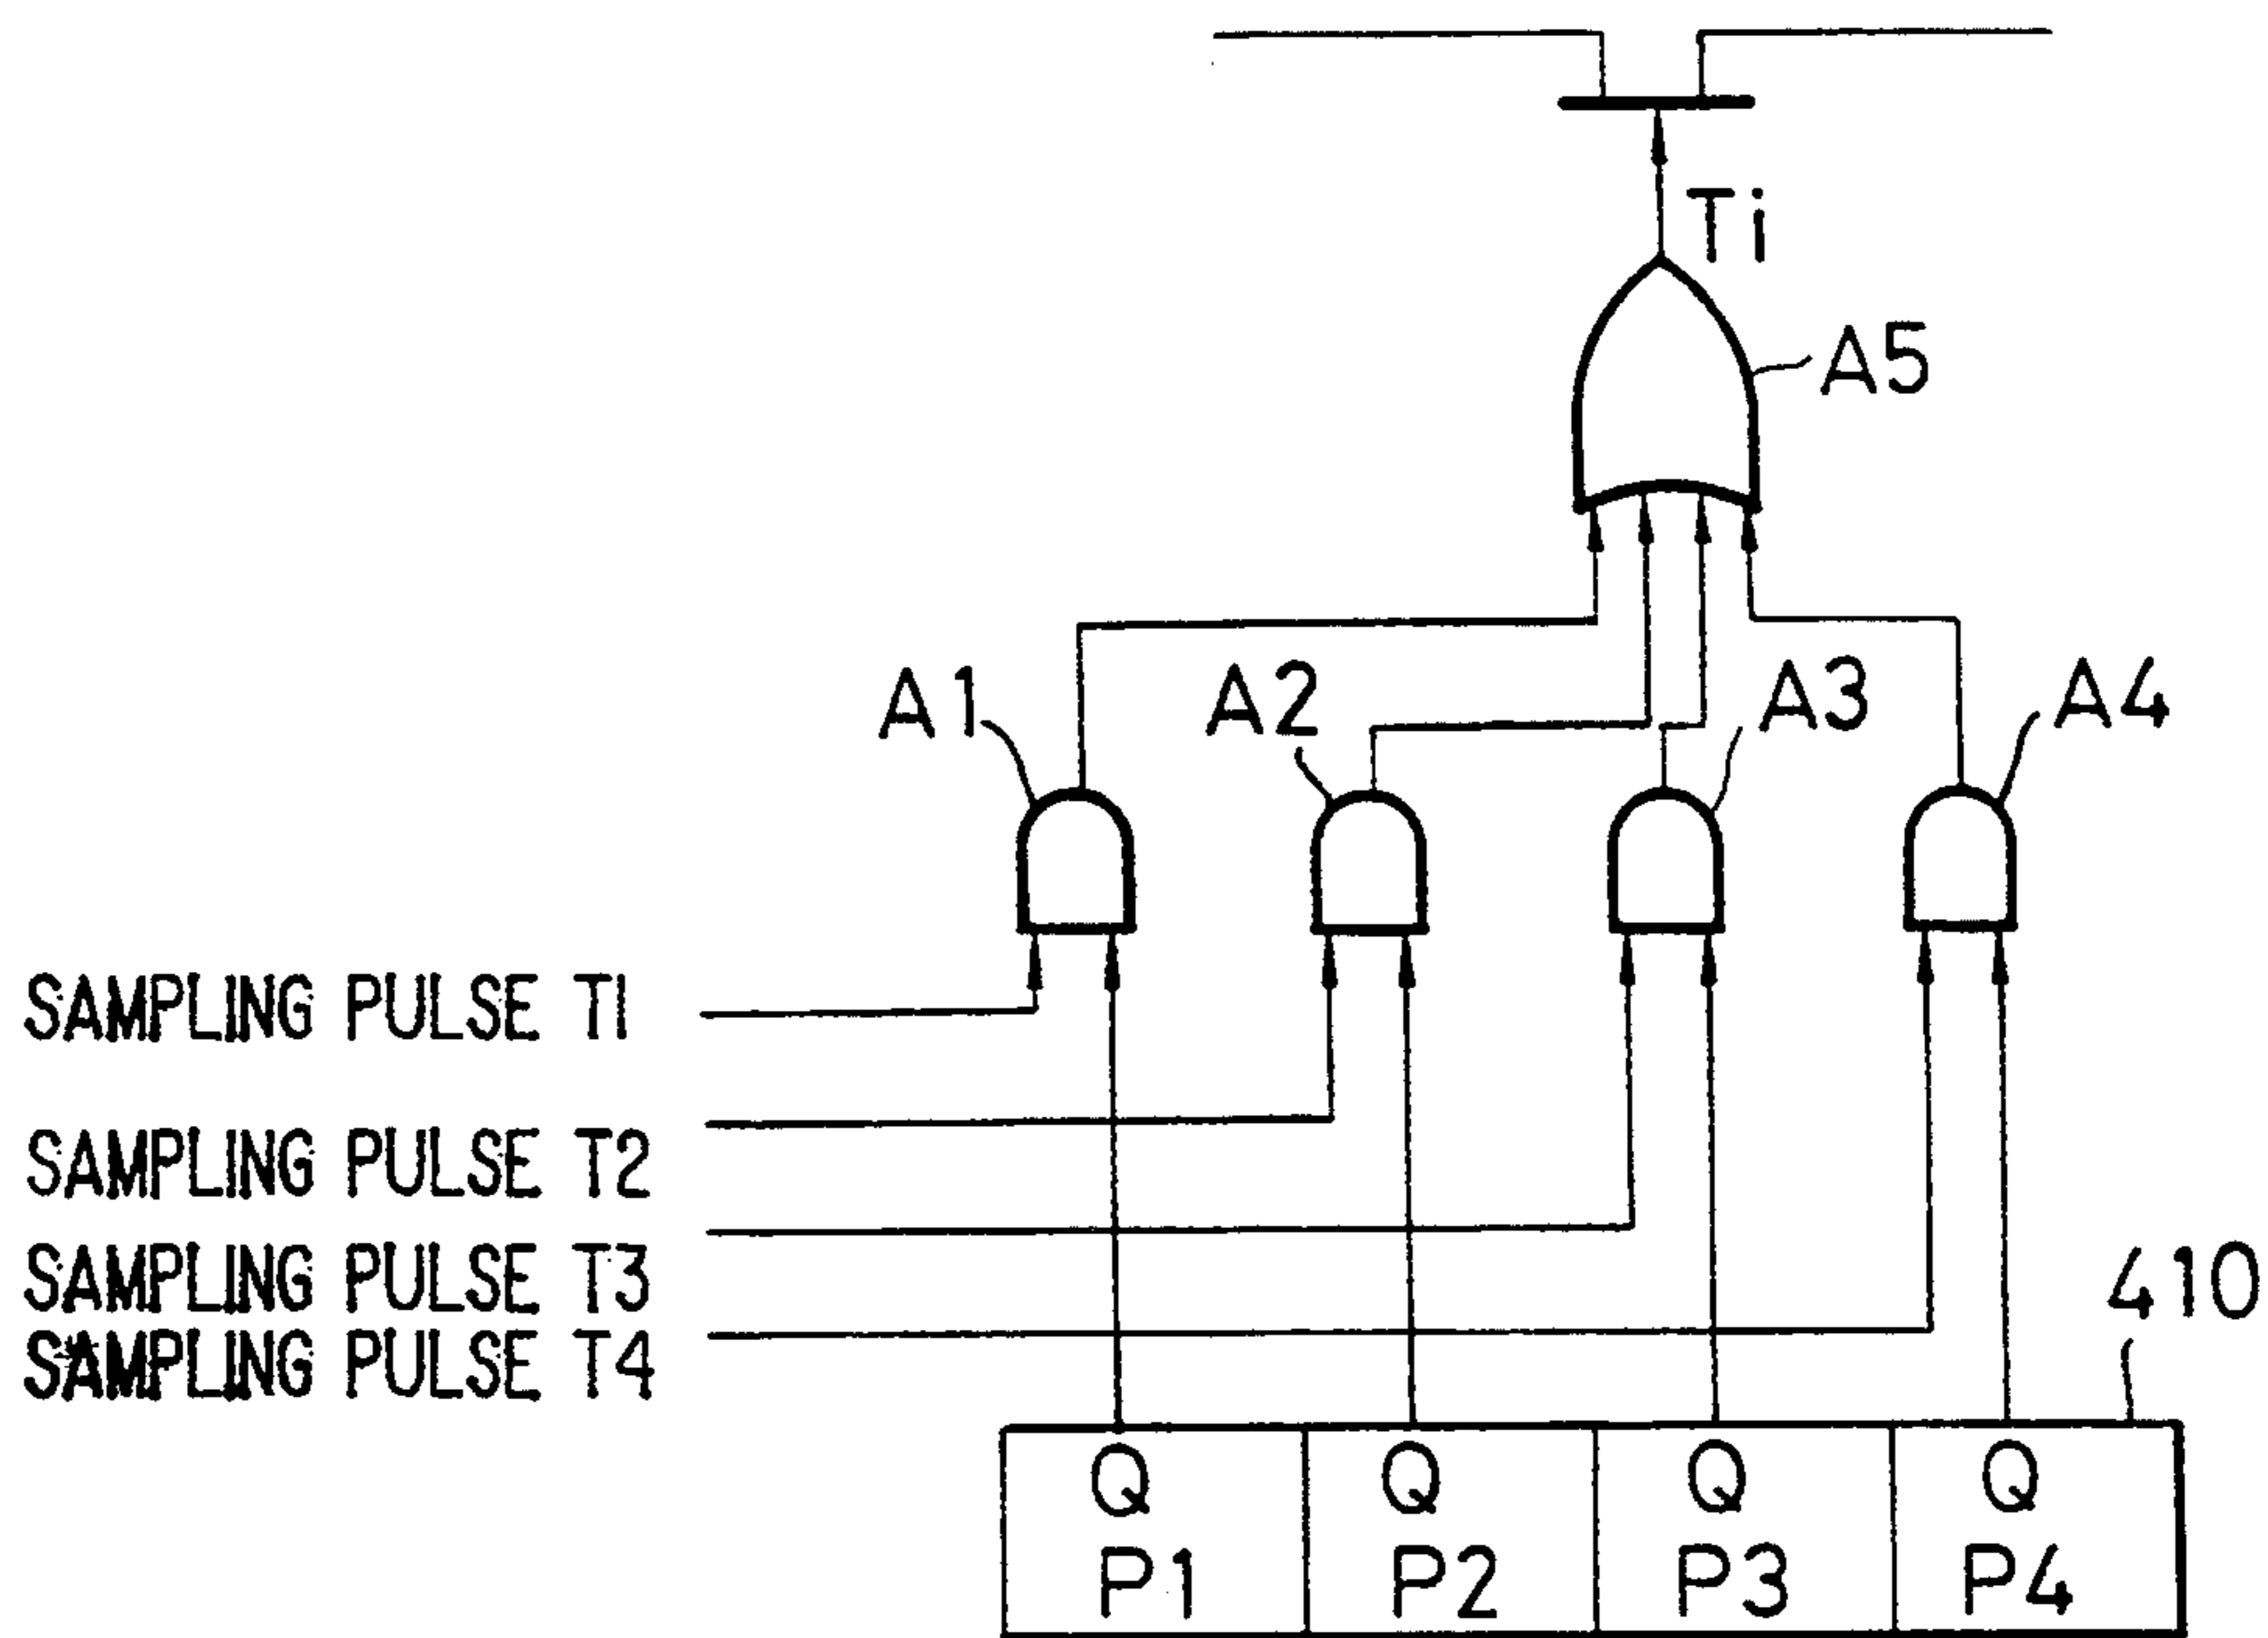 Ti
A5
A1 A2 A3 A4
SAMPLING PULSE T1
SAMPLING PULSE T2
SAMPLING PULSE T3
SAMPLING PULSE T4
410
Q Q Q Q
P1 P2 P3 P4